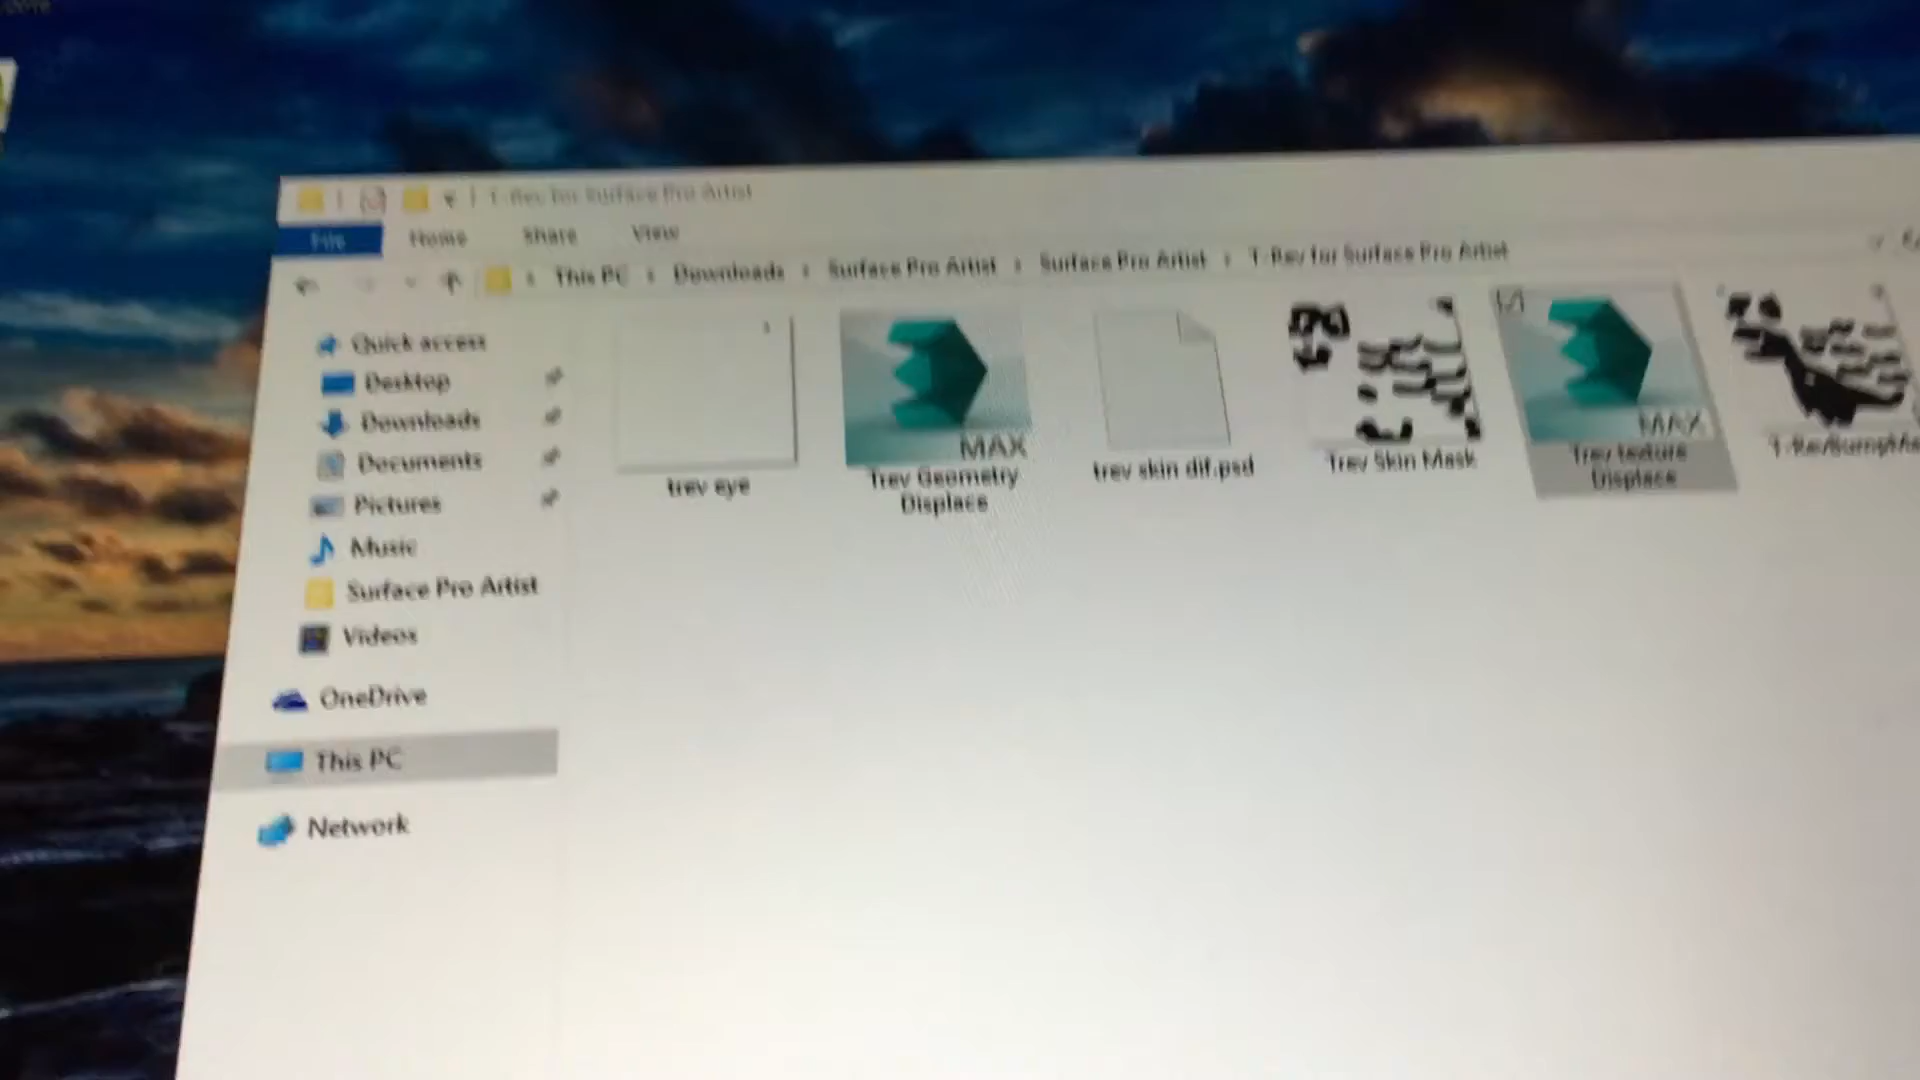 T-Rev for Surface Pro Artist
File Home Share View
This PC Downloads Surface Pro Artist Surface Pro Artist T-Rev for Surface Pro Artist
Quick access
Desktop
Downloads
Documents
Pictures
Music
Surface Pro Artist
Videos
OneDrive
This PC
Network
trev eye
MAX
Trev Geometry
Displace
trev skin dif.psd
Trev Skin Mask
MAX
Trev texture
Displace